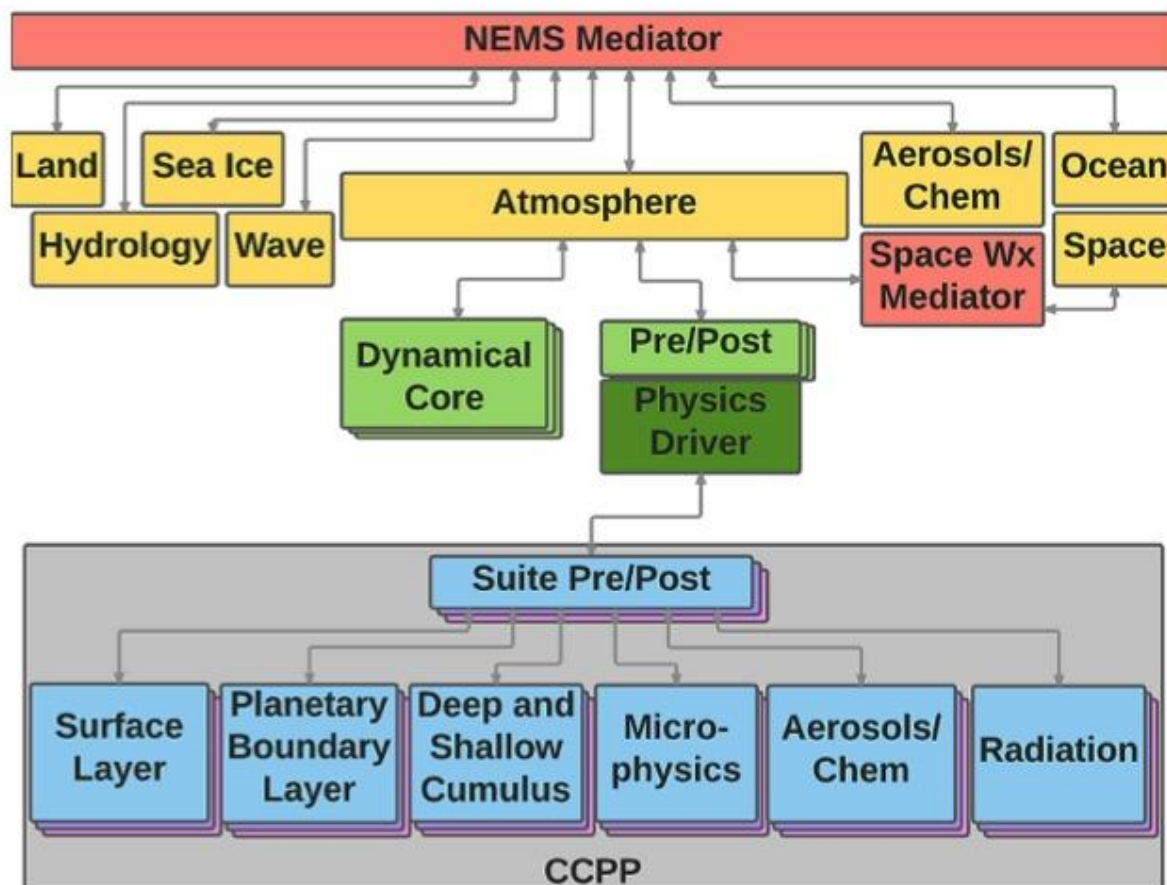 NEMS Mediator
Land
Sea Ice
Aerosols/
Chem
Ocean
Atmosphere
Hydrology
Wave
Space Wx
Mediator
Space
Dynamical
Core
Pre/Post
Physics
Driver
Suite Pre/Post
Surface
Layer
Planetary
Boundary
Layer
Deep and
Shallow
Cumulus
Micro-
physics
Aerosols/
Chem
Radiation
CCPP